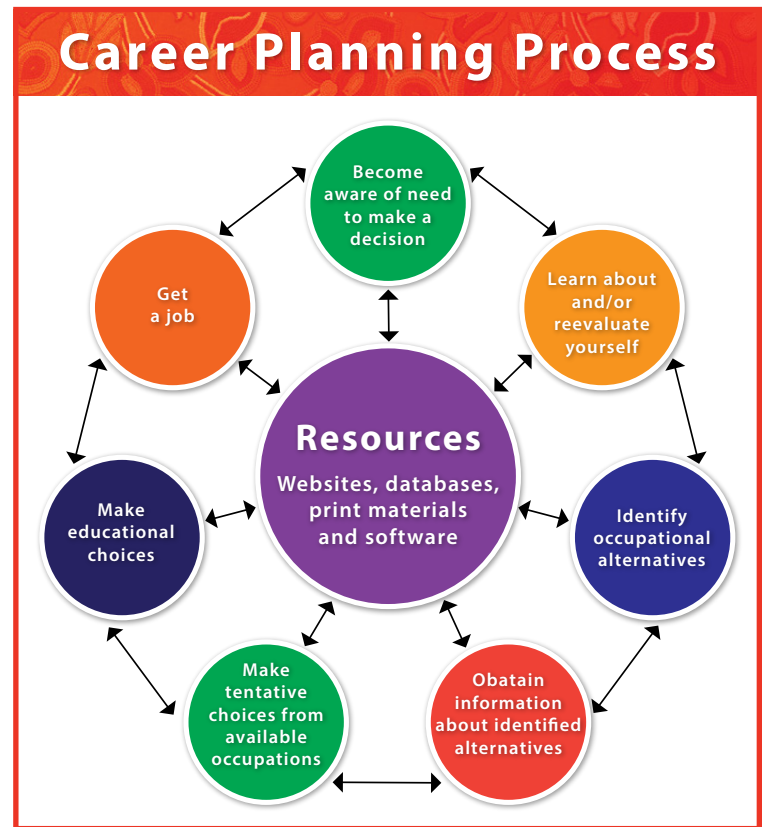 Career Planning Process
Become
aware of need
to make a
decision
Learn about
and/or
reevaluate
yourself
Identify
occupational
alternatives
Obatain
information
about identified
alternatives
Make
tentative
choices from
available
occupations
Make
educational
choices
Get
a job
Resources
Websites, databases,
print materials
and software